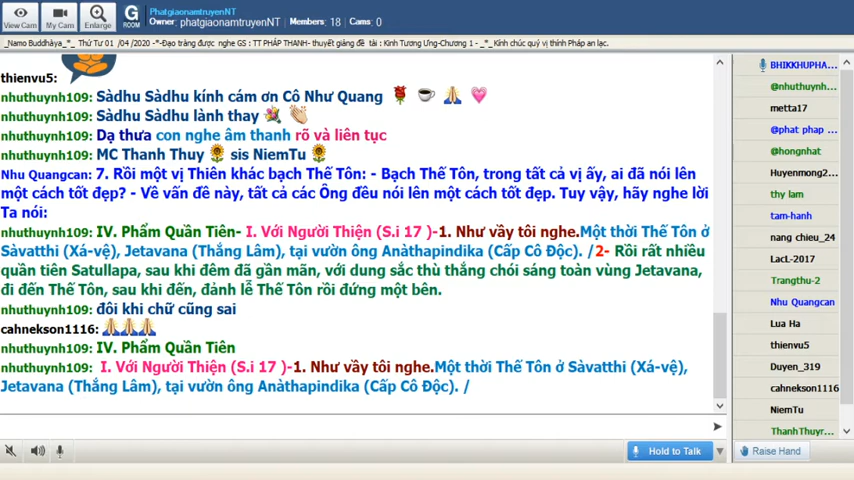 View Cam
My Cam
Enlarge
G
ROOM
PhatgiaonamtruyenNT
Owner: phatgiaonamtruyenNT | Members: 18 | Cams: 0
_Namo Buddhàya_*_ Thứ Tư 01 /04 /2020 -*-Đạo tràng được nghe GS : TT PHÁP THANH- thuyết giảng đề tài : Kinh Tương Ưng-Chương 1 - _*_ Kính chúc quý vị thính Pháp an lạc.
thienvu5:
nhuthuynh109: Sàdhu Sàdhu kính cám ơn Cô Như Quang
nhuthuynh109: Sàdhu Sàdhu lành thay
nhuthuynh109: Dạ thưa con nghe âm thanh rõ và liên tục
nhuthuynh109: MC Thanh Thuy 🌻 sis NiemTu 🌻
Nhu Quangcan: 7. Rồi một vị Thiên khác bạch Thế Tôn: - Bạch Thế Tôn, trong tất cả vị ấy, ai đã nói lên
một cách tốt đẹp? - Về vấn đề này, tất cả các Ông đều nói lên một cách tốt đẹp. Tuy vậy, hãy nghe lời
Ta nói:
nhuthuynh109: IV. Phẩm Quần Tiên- I. Với Người Thiện (S.i 17 )-1. Như vầy tôi nghe.Một thời Thế Tôn ở
Sàvatthi (Xá-vệ), Jetavana (Thắng Lâm), tại vườn ông Anàthapindika (Cấp Cô Độc). /2- Rồi rất nhiều
quần tiên Satullapa, sau khi đêm đã gần mãn, với dung sắc thù thắng chói sáng toàn vùng Jetavana,
đi đến Thế Tôn, sau khi đến, đảnh lễ Thế Tôn rồi đứng một bên.
nhuthuynh109: đôi khi chữ cũng sai
cahnekson1116: 🙏🙏🙏
nhuthuynh109: IV. Phẩm Quần Tiên
nhuthuynh109: I. Với Người Thiện (S.i 17 )-1. Như vầy tôi nghe.Một thời Thế Tôn ở Sàvatthi (Xá-vệ),
Jetavana (Thắng Lâm), tại vườn ông Anàthapindika (Cấp Cô Độc). /
Hold to Talk
BHIKKHUPHA...
@nhuthuynh...
metta17
@phat phap ...
@hongnhat
Huyenmong2...
thy lam
tam-hanh
nang chieu_24
LacL-2017
Trangthu-2
Nhu Quangcan
Lua Ha
thienvu5
Duyen_319
cahnekson1116
NiemTu
ThanhThuyr...
Raise Hand